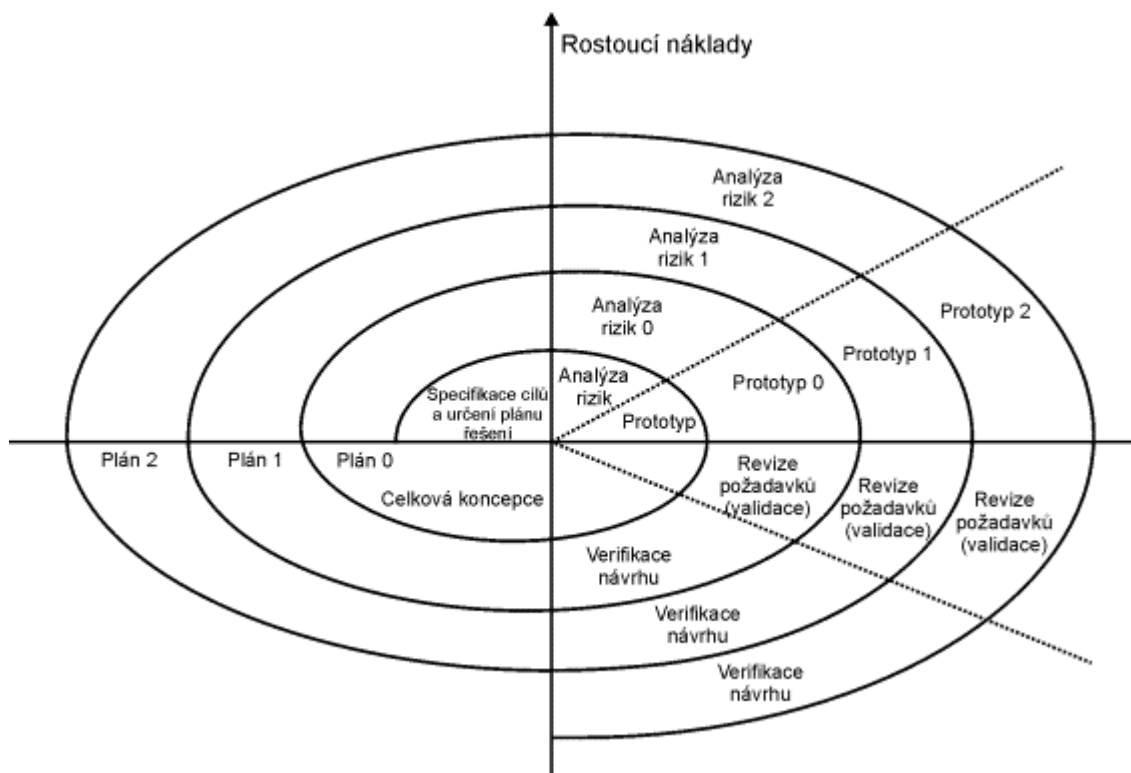 Rostoucí náklady
Analýza
rizik 2
Analýza
rizik 1
Analýza
rizik 0
Prototyp 2
Prototyp 1
Prototyp 0
Analýza
rizik
Prototyp
Specifikace cílů
a určení plánu
řešení
Plán 2
Plán 1
Plán 0
Celková koncepce
Revize
požadavků
(validace)
Revize
požadavků
(validace)
Revize
požadavků
(validace)
Verifikace
návrhu
Verifikace
návrhu
Verifikace
návrhu